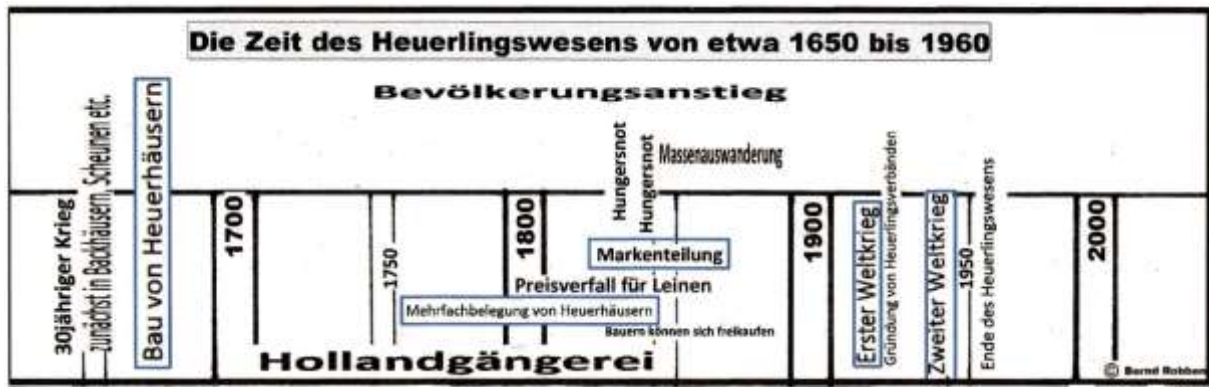 Die Zeit des Heuerlingswesens von etwa 1650 bis 1960
Bevölkerungsanstieg
30jähriger Krieg
zunächst in Backhäusern, Scheunen etc.
Bau von Heuerhäusern
1700
1750
1800
Hungersnot
Hungersnot
Massenauswanderung
Markenteilung
Preisverfall für Leinen
Mehrfachbelegung von Heuerhäusern
Bauern können sich freikaufen
Hollandgängerei
1900
Erster Weltkrieg
Gründung von Heuerlingsverbänden
Zweiter Weltkrieg
1950
Ende des Heuerlingswesens
2000
© Bernd Robben